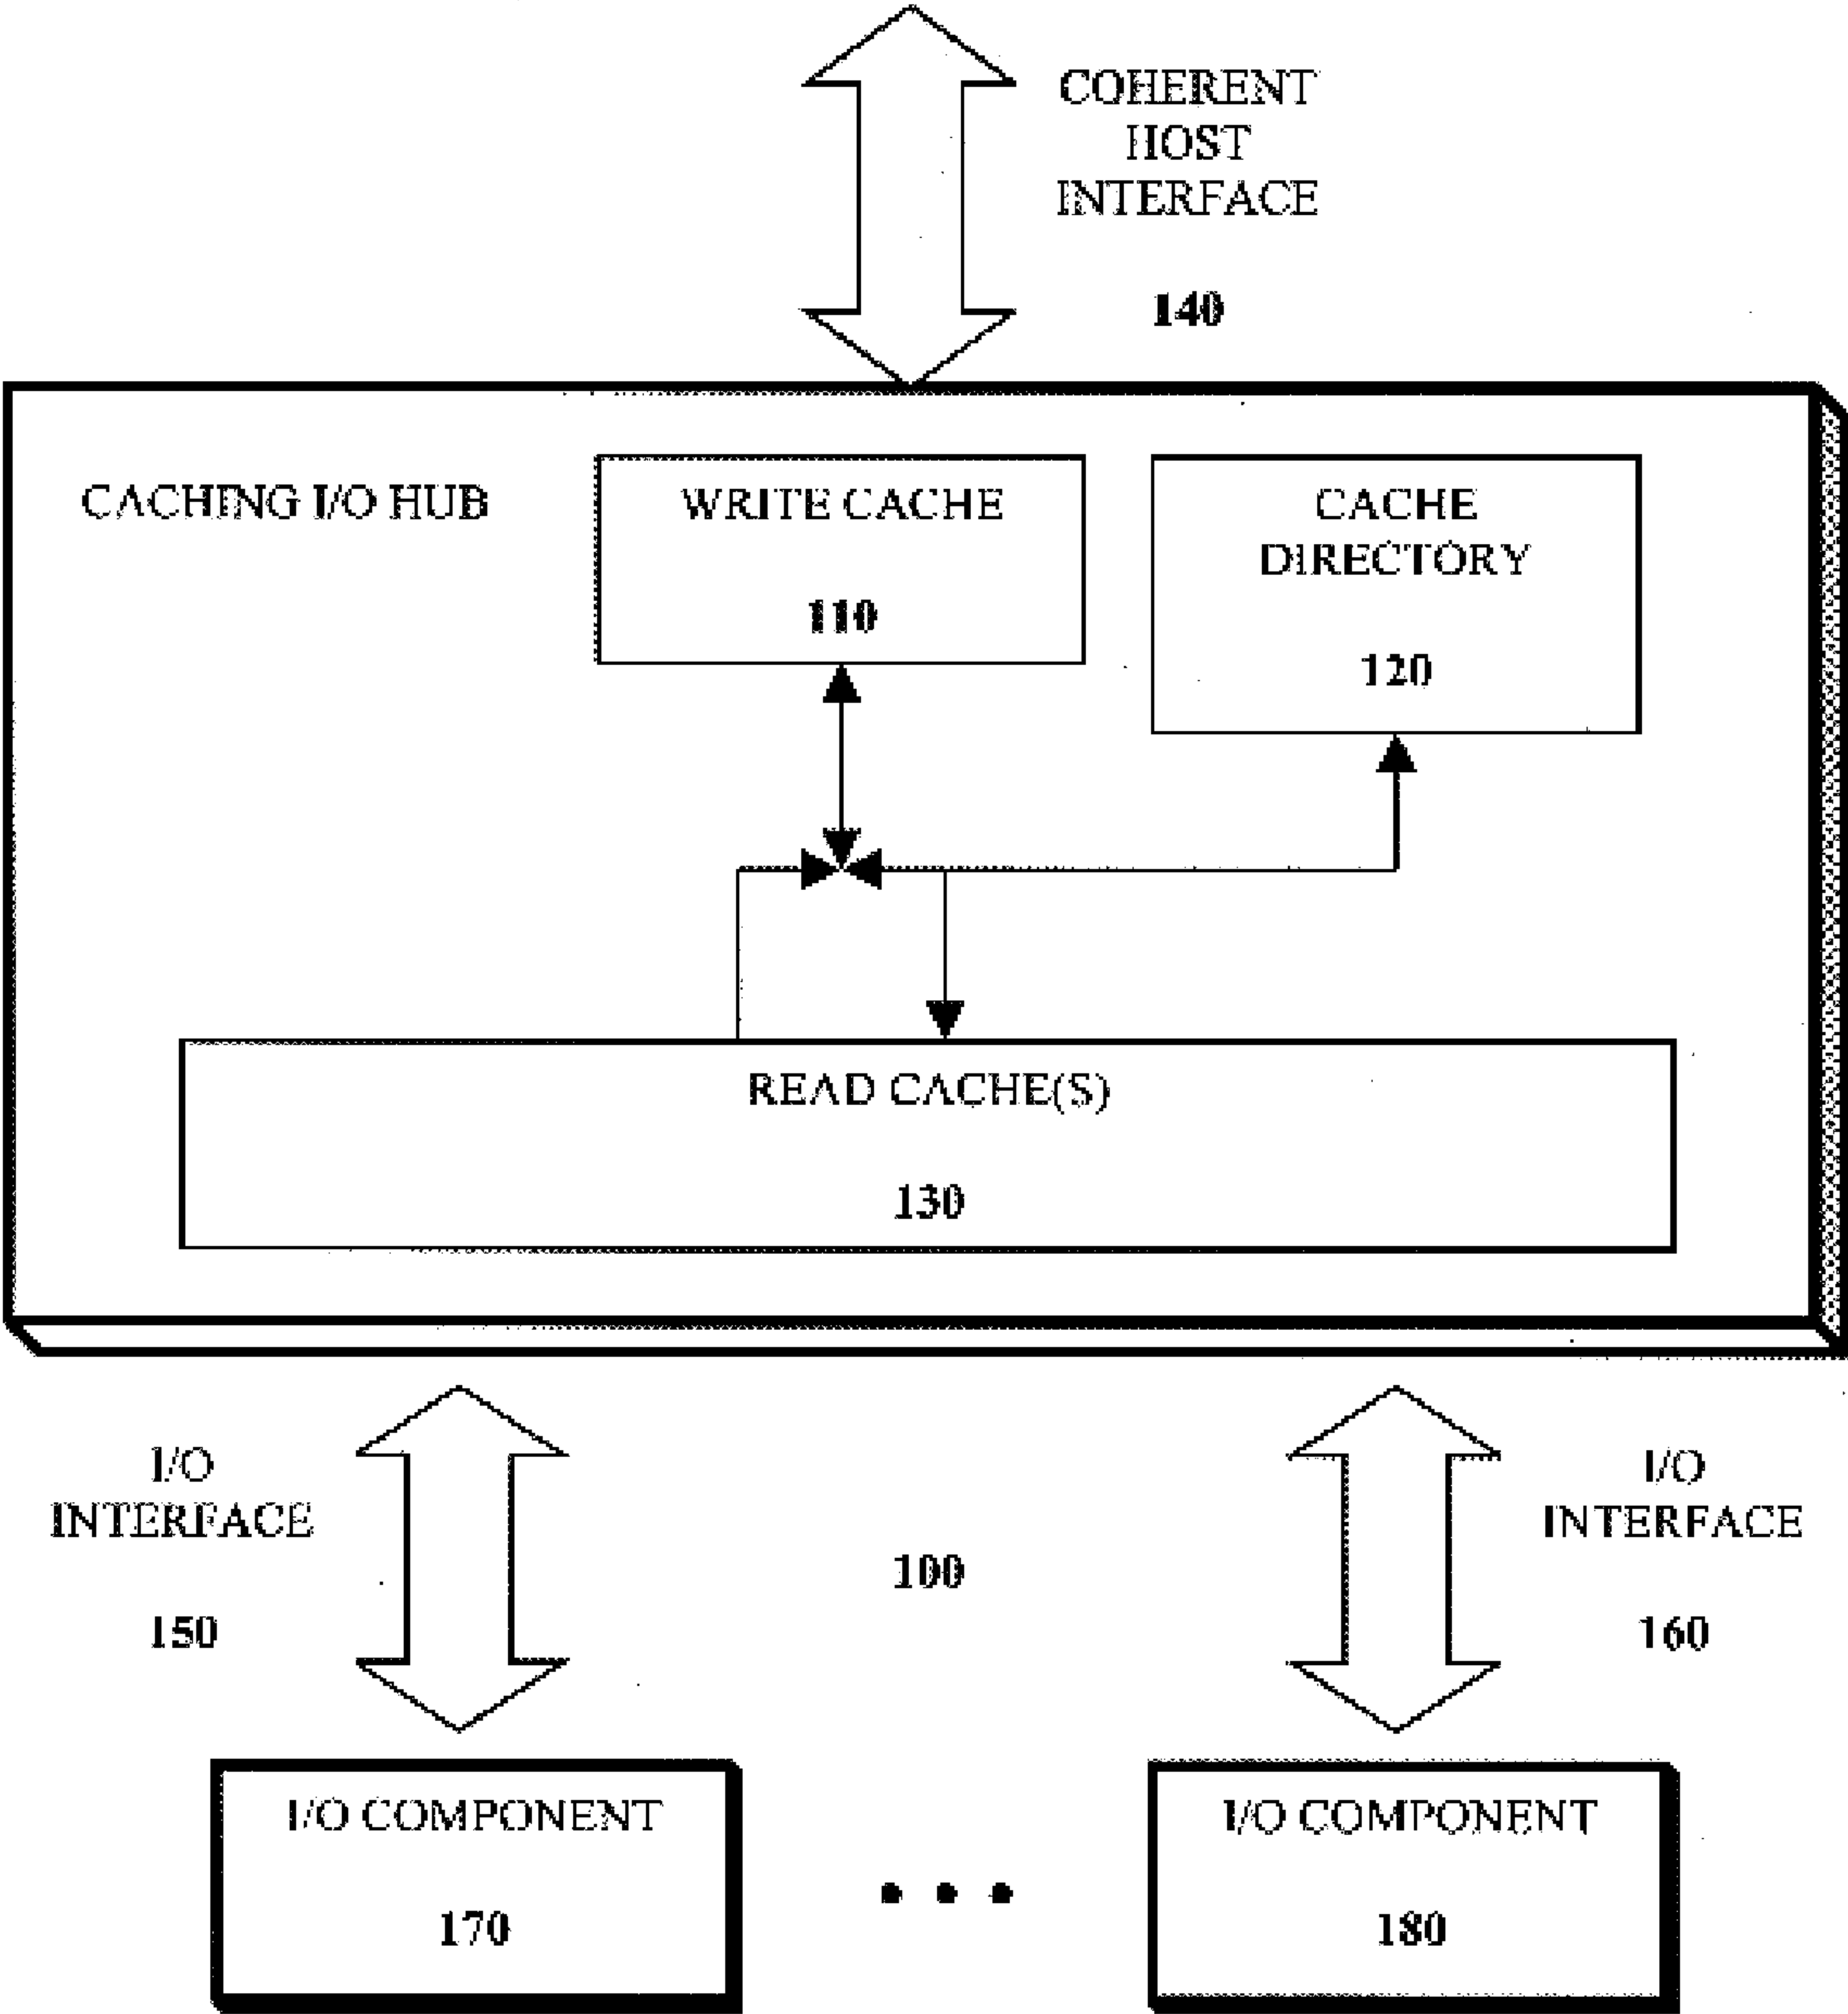 COHERENT
HOST
INTERFACE
140
CACHING I/O HUB
WRITE CACHE
110
CACHE
DIRECTORY
120
READ CACHE(S)
130
I/O
INTERFACE
150
100
I/O
INTERFACE
160
I/O COMPONENT
170
I/O COMPONENT
180